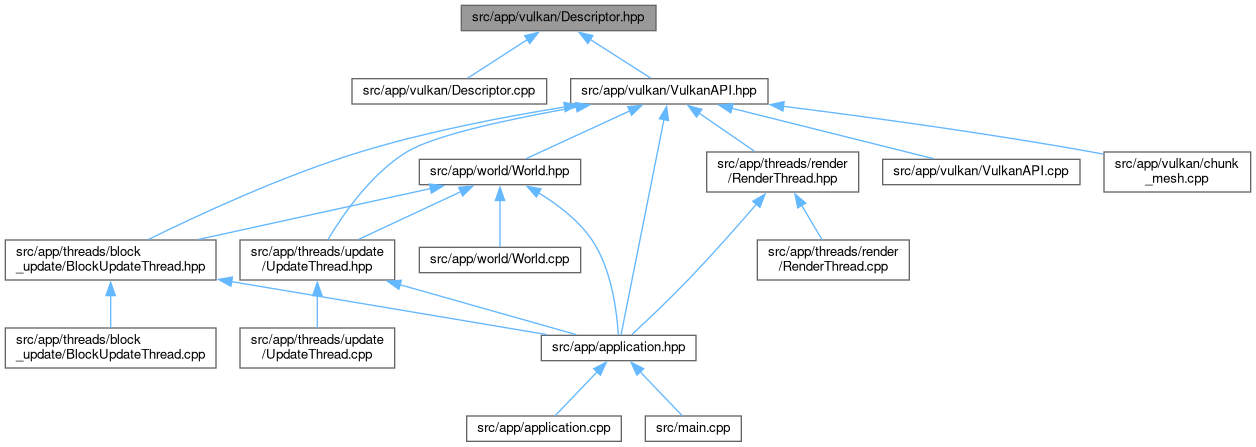 src/app/vulkan/Descriptor.hpp
src/app/vulkan/Descriptor.cpp
src/app/vulkan/VulkanAPI.hpp
src/app/world/World.hpp
src/app/threads/render
/RenderThread.hpp
src/app/vulkan/VulkanAPI.cpp
src/app/vulkan/chunk
_mesh.cpp
src/app/threads/block
_update/BlockUpdateThread.hpp
src/app/threads/update
/UpdateThread.hpp
src/app/world/World.cpp
src/app/threads/render
/RenderThread.cpp
src/app/threads/block
_update/BlockUpdateThread.cpp
src/app/threads/update
/UpdateThread.cpp
src/app/application.hpp
src/app/application.cpp
src/main.cpp